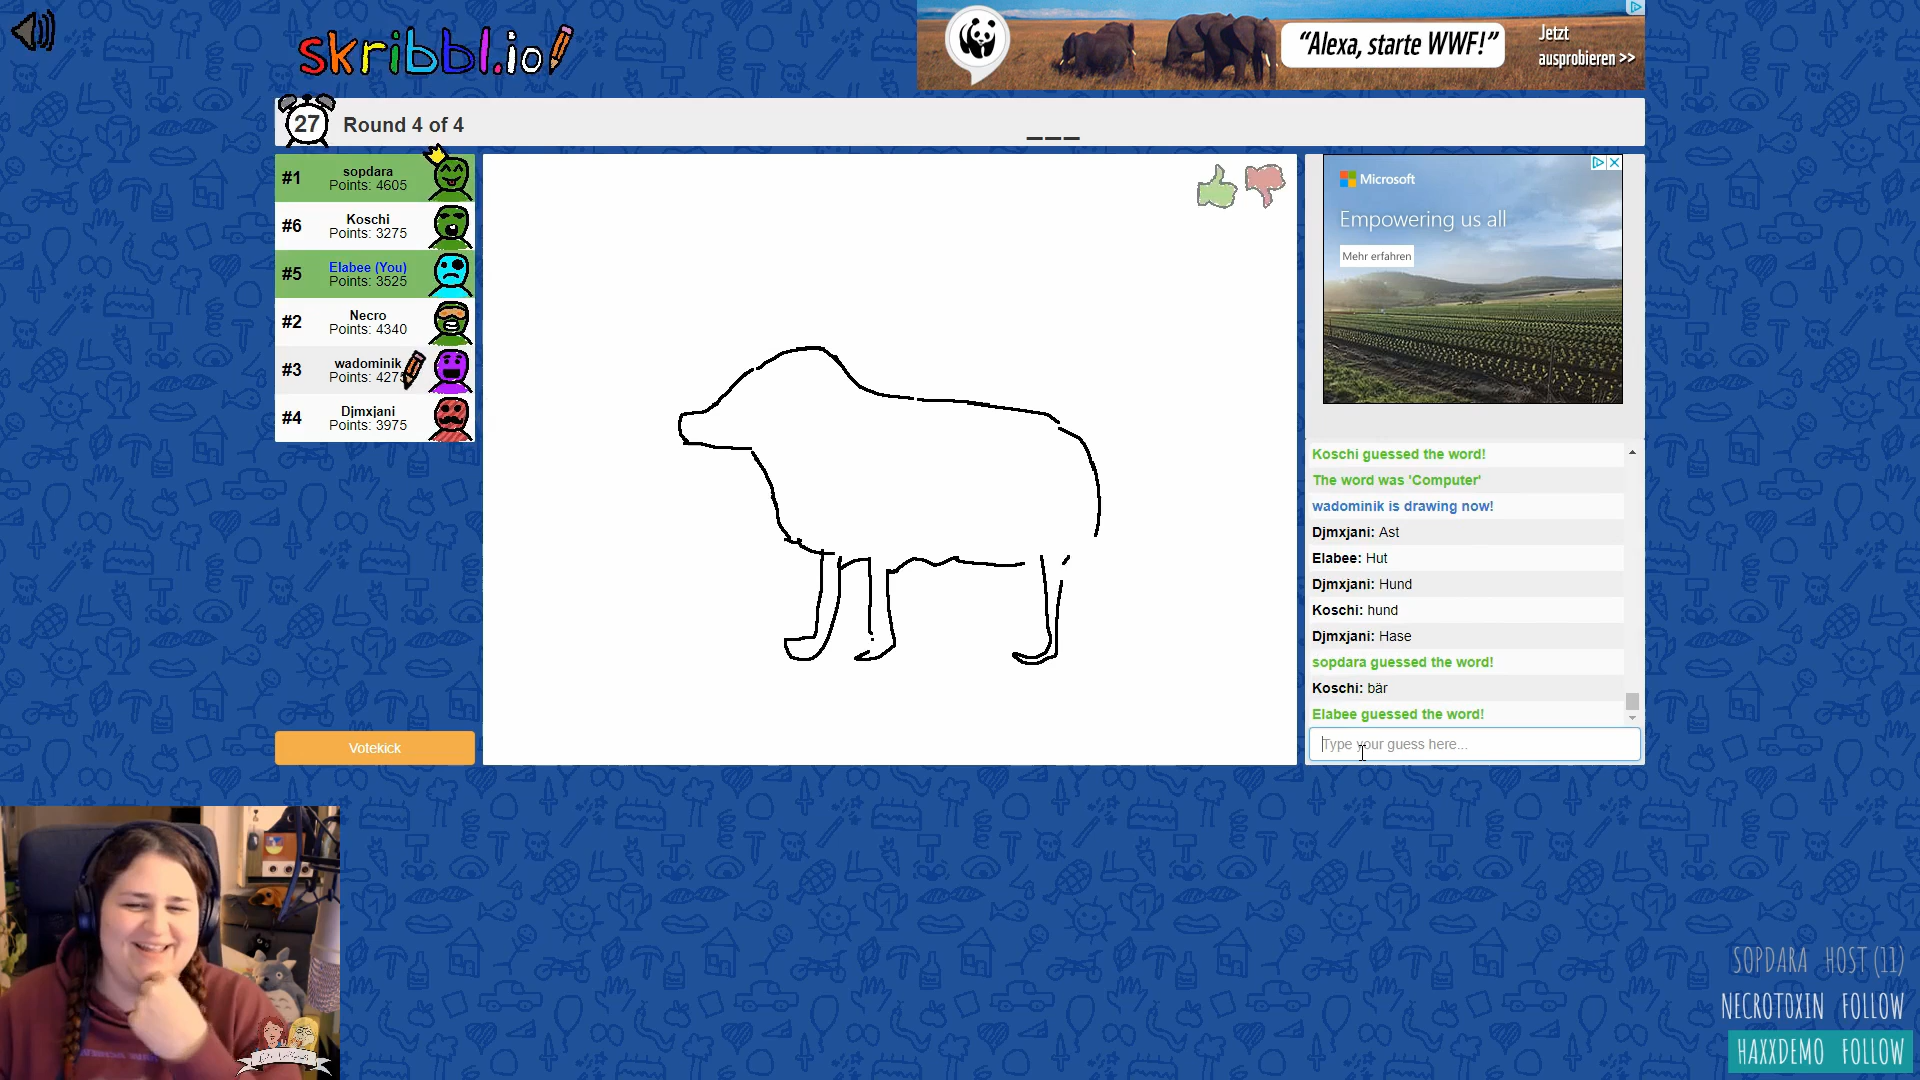 skribbl.io
"Alexa, starte WWF!"
Jetzt
ausprobieren >>
27
Round 4 of 4
___
#1
sopdara
Points: 4605
#6
Koschi
Points: 3275
#5
Elabee (You)
Points: 3525
#2
Necro
Points: 4340
#3
wadominik
Points: 4275
#4
Djmxjani
Points: 3975
Votekick
Microsoft
Empowering us all
Mehr erfahren
Koschi guessed the word!
The word was 'Computer'
wadominik is drawing now!
Djmxjani: Ast
Elabee: Hut
Djmxjani: Hund
Koschi: hund
Djmxjani: Hase
sopdara guessed the word!
Koschi: bär
Elabee guessed the word!
Type your guess here...
SOPDARA HOST (11)
NECROTOXIN FOLLOW
HAXXDEMO FOLLOW